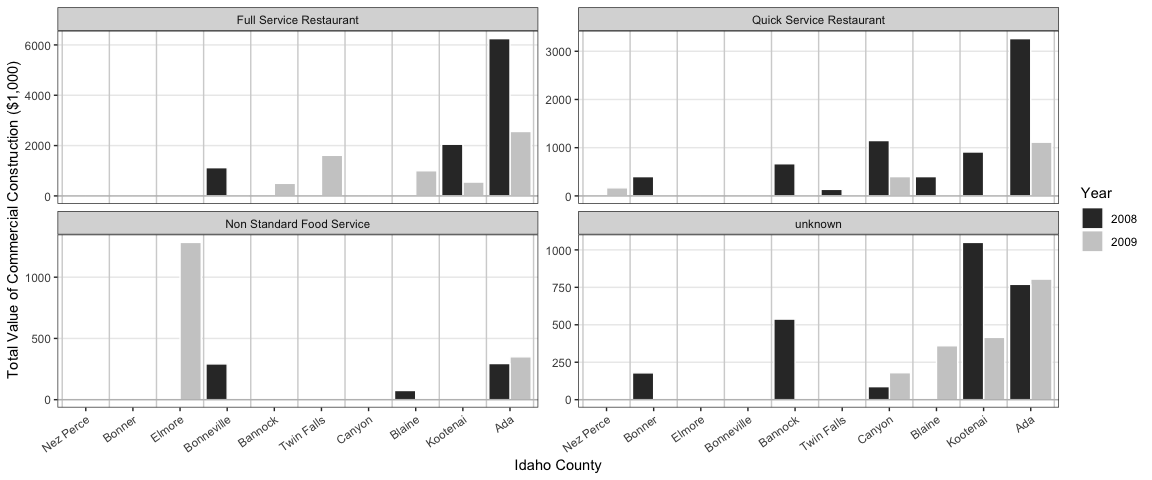 Full Service Restaurant
Quick Service Restaurant
6000
4000
2000
0
3000
2000
1000
0
Non Standard Food Service
unknown
1000
500
0
1000
750
500
250
0
Nez Perce
Bonner
Elmore
Bonneville
Bannock
Twin Falls
Canyon
Blaine
Kootenai
Ada
Nez Perce
Bonner
Elmore
Bonneville
Bannock
Twin Falls
Canyon
Blaine
Kootenai
Ada
Idaho County
Total Value of Commercial Construction ($1,000)
Year
2008
2009